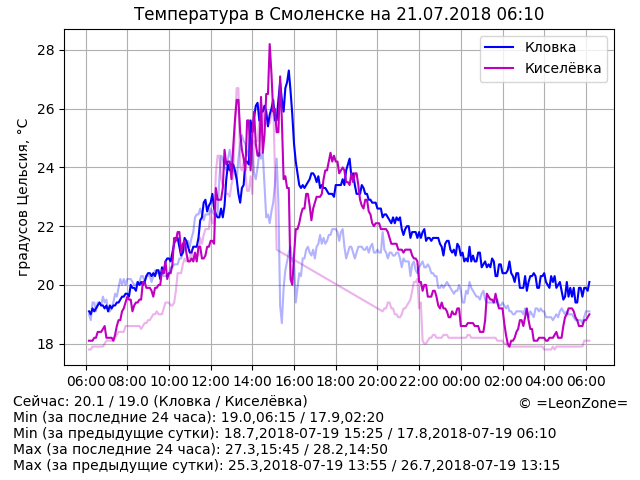 Температура в Смоленске на 21.07.2018 06:10
Кловка
Киселёвка
градусов Цельсия, °C
28
26
24
22
20
18
06:00 08:00 10:00 12:00 14:00 16:00 18:00 20:00 22:00 00:00 02:00 04:00 06:00
Сейчас: 20.1 / 19.0 (Кловка / Киселёвка)
© =LeonZone=
Min (за последние 24 часа): 19.0,06:15 / 17.9,02:20
Min (за предыдущие сутки): 18.7,2018-07-19 15:25 / 17.8,2018-07-19 06:10
Max (за последние 24 часа): 27.3,15:45 / 28.2,14:50
Max (за предыдущие сутки): 25.3,2018-07-19 13:55 / 26.7,2018-07-19 13:15